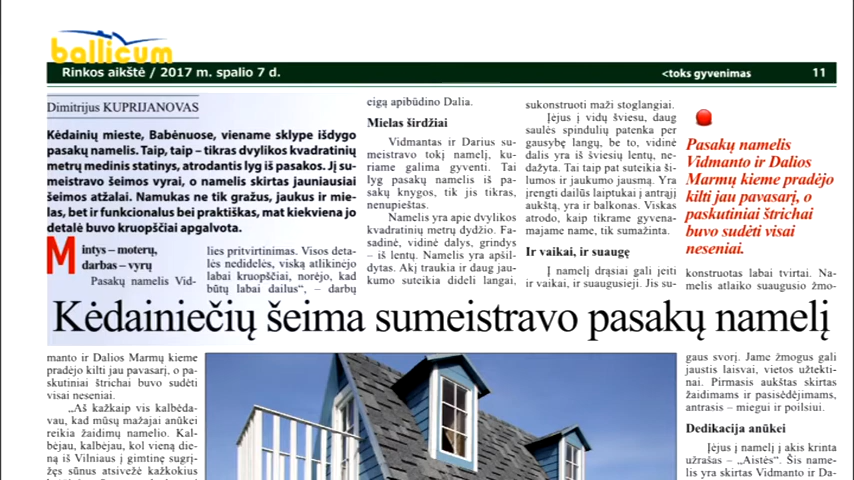 balticum
Rinkos aikštė / 2017 m. spalio 7 d.
<toks gyvenimas
11
Dimitrijus KUPRIJANOVAS
Kėdainių mieste, Babėnuose, viename sklype išdygo
pasakų namelis. Taip, taip – tikras dvylikos kvadratinių
metrų medinis statinys, atrodantis lyg iš pasakos. Jį su-
meistravo šeimos vyrai, o namelis skirtas jauniausiai
šeimos atžalai. Namukas ne tik gražus, jaukus ir mie-
las, bet ir funkcionalus bei praktiškas, mat kiekviena jo
detalė buvo kruopščiai apgalvota.
Mintys – moterų,
darbas – vyrų
Pasakų namelis Vid-
lies pritvirtinimas. Visos deta-
lės nedidelės, viską atlikinėjo
labai kruopščiai, norėjo, kad
būtų labai dailus“, – darbų
eigą apibūdino Dalia.
Mielas širdžiai
Vidmantas ir Darius su-
meistravo tokį namelį, ku-
riame galima gyventi. Tai
lyg pasakų namelis iš pa-
sakų knygos, tik jis tikras,
nenupieštas.
Namelis yra apie dvylikos
kvadratinių metrų dydžio. Fa-
sadinė, vidinė dalys, grindys
– iš lentų. Namelis yra apšil-
dytas. Akį traukia ir daug jau-
kumo suteikia dideli langai,
sukonstruoti maži stoglangiai.
Įėjus į vidų šviesu, daug
saulės spindulių patenka per
gausybę langų, be to, vidinė
dalis yra iš šviesių lentų, ne-
dažyta. Tai taip pat suteikia ši-
lumos ir jaukumo jausmą. Yra
įrengti dailūs laiptukai į antrąjį
aukštą, yra ir balkonas. Viskas
atrodo, kaip tikrame gyvena-
majame name, tik sumažinta.
Ir vaikai, ir suaugę
Į namelį drąsiai gali įeiti
ir vaikai, ir suaugusieji. Jis su-
Pasakų namelis
Vidmanto ir Dalios
Marmų kieme pradėjo
kilti jau pavasarį, o
paskutiniai štrichai
buvo sudėti visai
neseniai.
konstruotas labai tvirtai. Na-
melis atlaiko suaugusio žmo-
Kėdainiečių šeima sumeistravo pasakų namelį
manto ir Dalios Marmų kieme
pradėjo kilti jau pavasarį, o pa-
skutiniai štrichai buvo sudėti
visai neseniai.
„Aš kažkaip vis kalbėda-
vau, kad mūsų mažajai anūkei
reikia žaidimų namelio. Kal-
bėjau, kalbėjau, kol vieną die-
ną iš Vilniaus į gimtinę sugrį-
žęs sūnus atsivežė kažkokius
gaus svorį. Jame žmogus gali
jaustis laisvai, vietos užtekti-
nai. Pirmasis aukštas skirtas
žaidimams ir pasisėdėjimams,
antrasis – miegui ir poilsiui.
Dedikacija anūkei
Įėjus į namelį į akis krinta
užrašas – „Aistės“. Šis name-
lis yra skirtas Vidmanto ir Da-